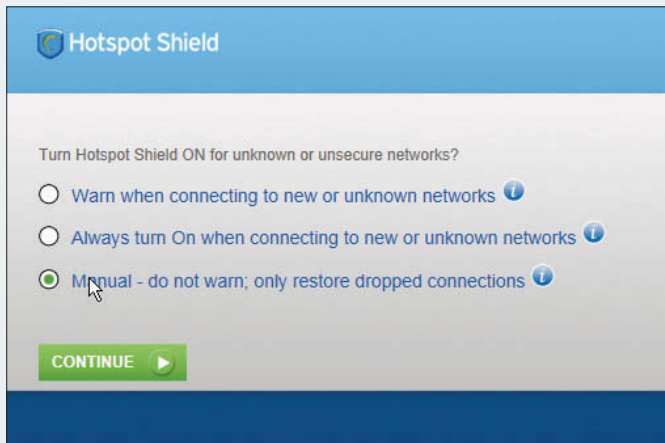 Hotspot Shield
Turn Hotspot Shield ON for unknown or unsecure networks?
Warn when connecting to new or unknown networks i
Always turn On when connecting to new or unknown networks i
Manual - do not warn; only restore dropped connections i
CONTINUE